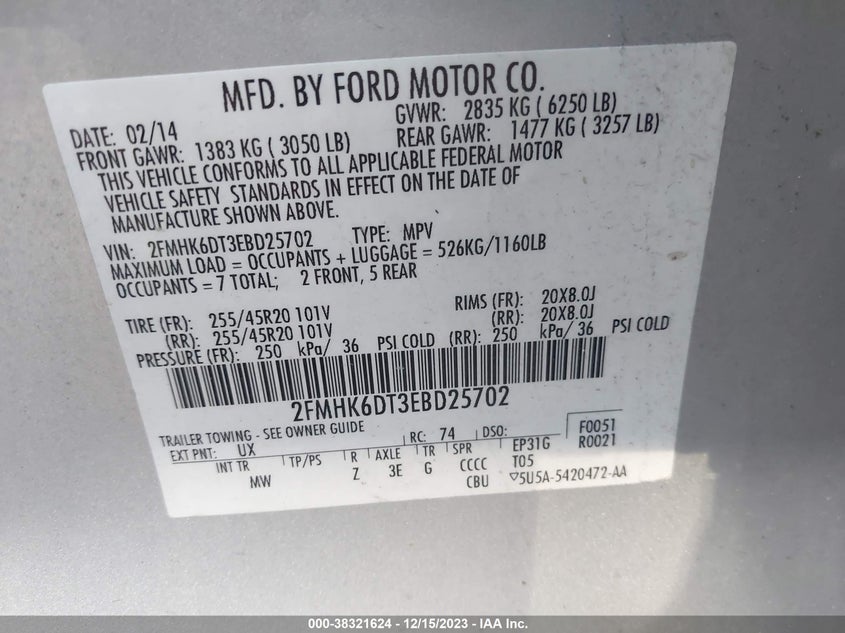 MFD. BY FORD MOTOR CO.
DATE: 02/14 GVWR: 2835 KG ( 6250 LB)
FRONT GAWR: 1383 KG ( 3050 LB) REAR GAWR: 1477 KG ( 3257 LB)
THIS VEHICLE CONFORMS TO ALL APPLICABLE FEDERAL MOTOR
VEHICLE SAFETY STANDARDS IN EFFECT ON THE DATE OF
MANUFACTURE SHOWN ABOVE.
VIN: 2FMHK6DT3EBD25702 TYPE: MPV
MAXIMUM LOAD = OCCUPANTS + LUGGAGE = 526KG/1160LB
OCCUPANTS = 7 TOTAL; 2 FRONT, 5 REAR
TIRE (FR): 255/45R20 101V RIMS (FR): 20X8.0J
(RR): 255/45R20 101V (RR): 20X8.0J
PRESSURE (FR): 250 kPa/ 36 PSI COLD (RR): 250 kPa/ 36 PSI COLD
2FMHK6DT3EBD25702
TRAILER TOWING - SEE OWNER GUIDE
EXT PNT: UX RC: 74 DSO: F0051
INT TR TP/PS R AXLE TR SPR EP31G R0021
MW Z 3E G CCCC T05
CBU ▽5U5A-5420472-AA
000-38321624 - 12/15/2023 - IAA Inc.